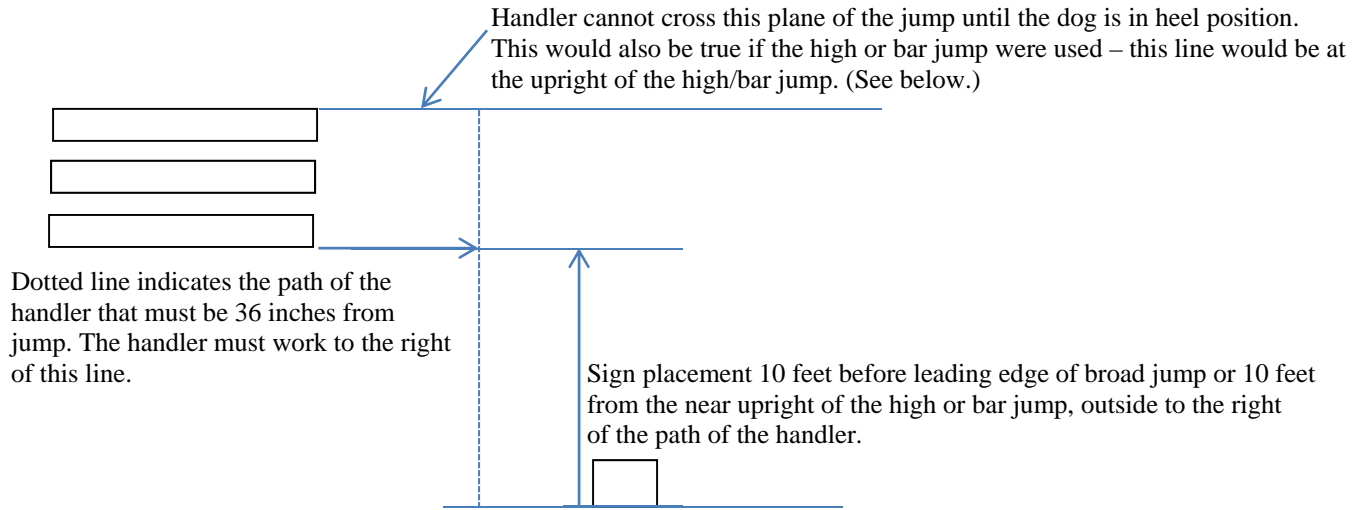 Handler cannot cross this plane of the jump until the dog is in heel position.
This would also be true if the high or bar jump were used – this line would be at
the upright of the high/bar jump. (See below.)
Dotted line indicates the path of the
handler that must be 36 inches from
jump. The handler must work to the right
of this line.
Sign placement 10 feet before leading edge of broad jump or 10 feet
from the near upright of the high or bar jump, outside to the right
of the path of the handler.